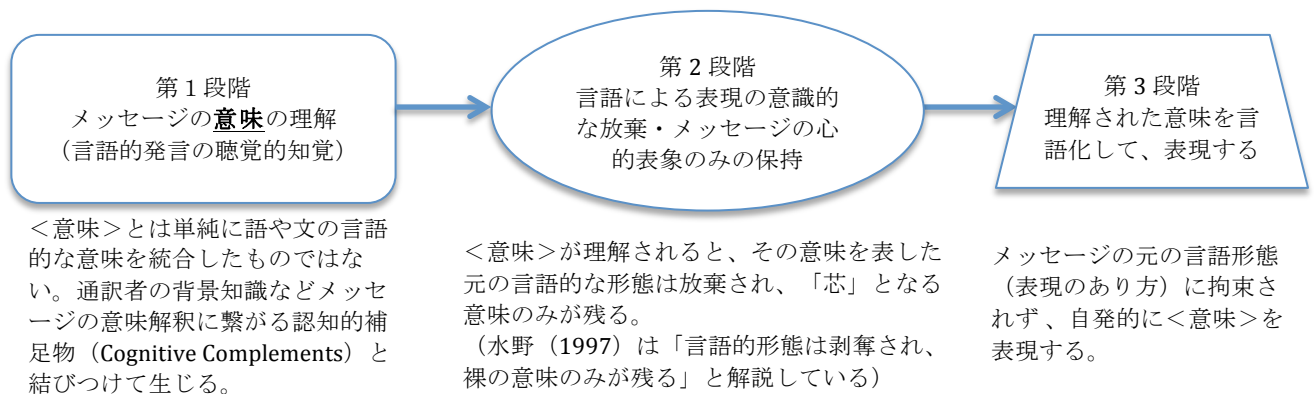 第1段階
メッセージの意味の理解
（言語的発言の聴覚的知覚）
第2段階
言語による表現の意識的
な放棄・メッセージの心
的表象のみの保持
第3段階
理解された意味を言
語化して、表現する
＜意味＞とは単純に語や文の言語
的な意味を統合したものではな
い。通訳者の背景知識などメッセ
ージの意味解釈に繋がる認知的補
足物（Cognitive Complements）と
結びつけて生じる。
＜意味＞が理解されると、その意味を表した
元の言語的な形態は放棄され、「芯」となる
意味のみが残る。
（水野（1997）は「言語的形態は剥奪され、
裸の意味のみが残る」と解説している）
メッセージの元の言語形態
（表現のあり方）に拘束さ
れず 、自発的に＜意味＞を
表現する。